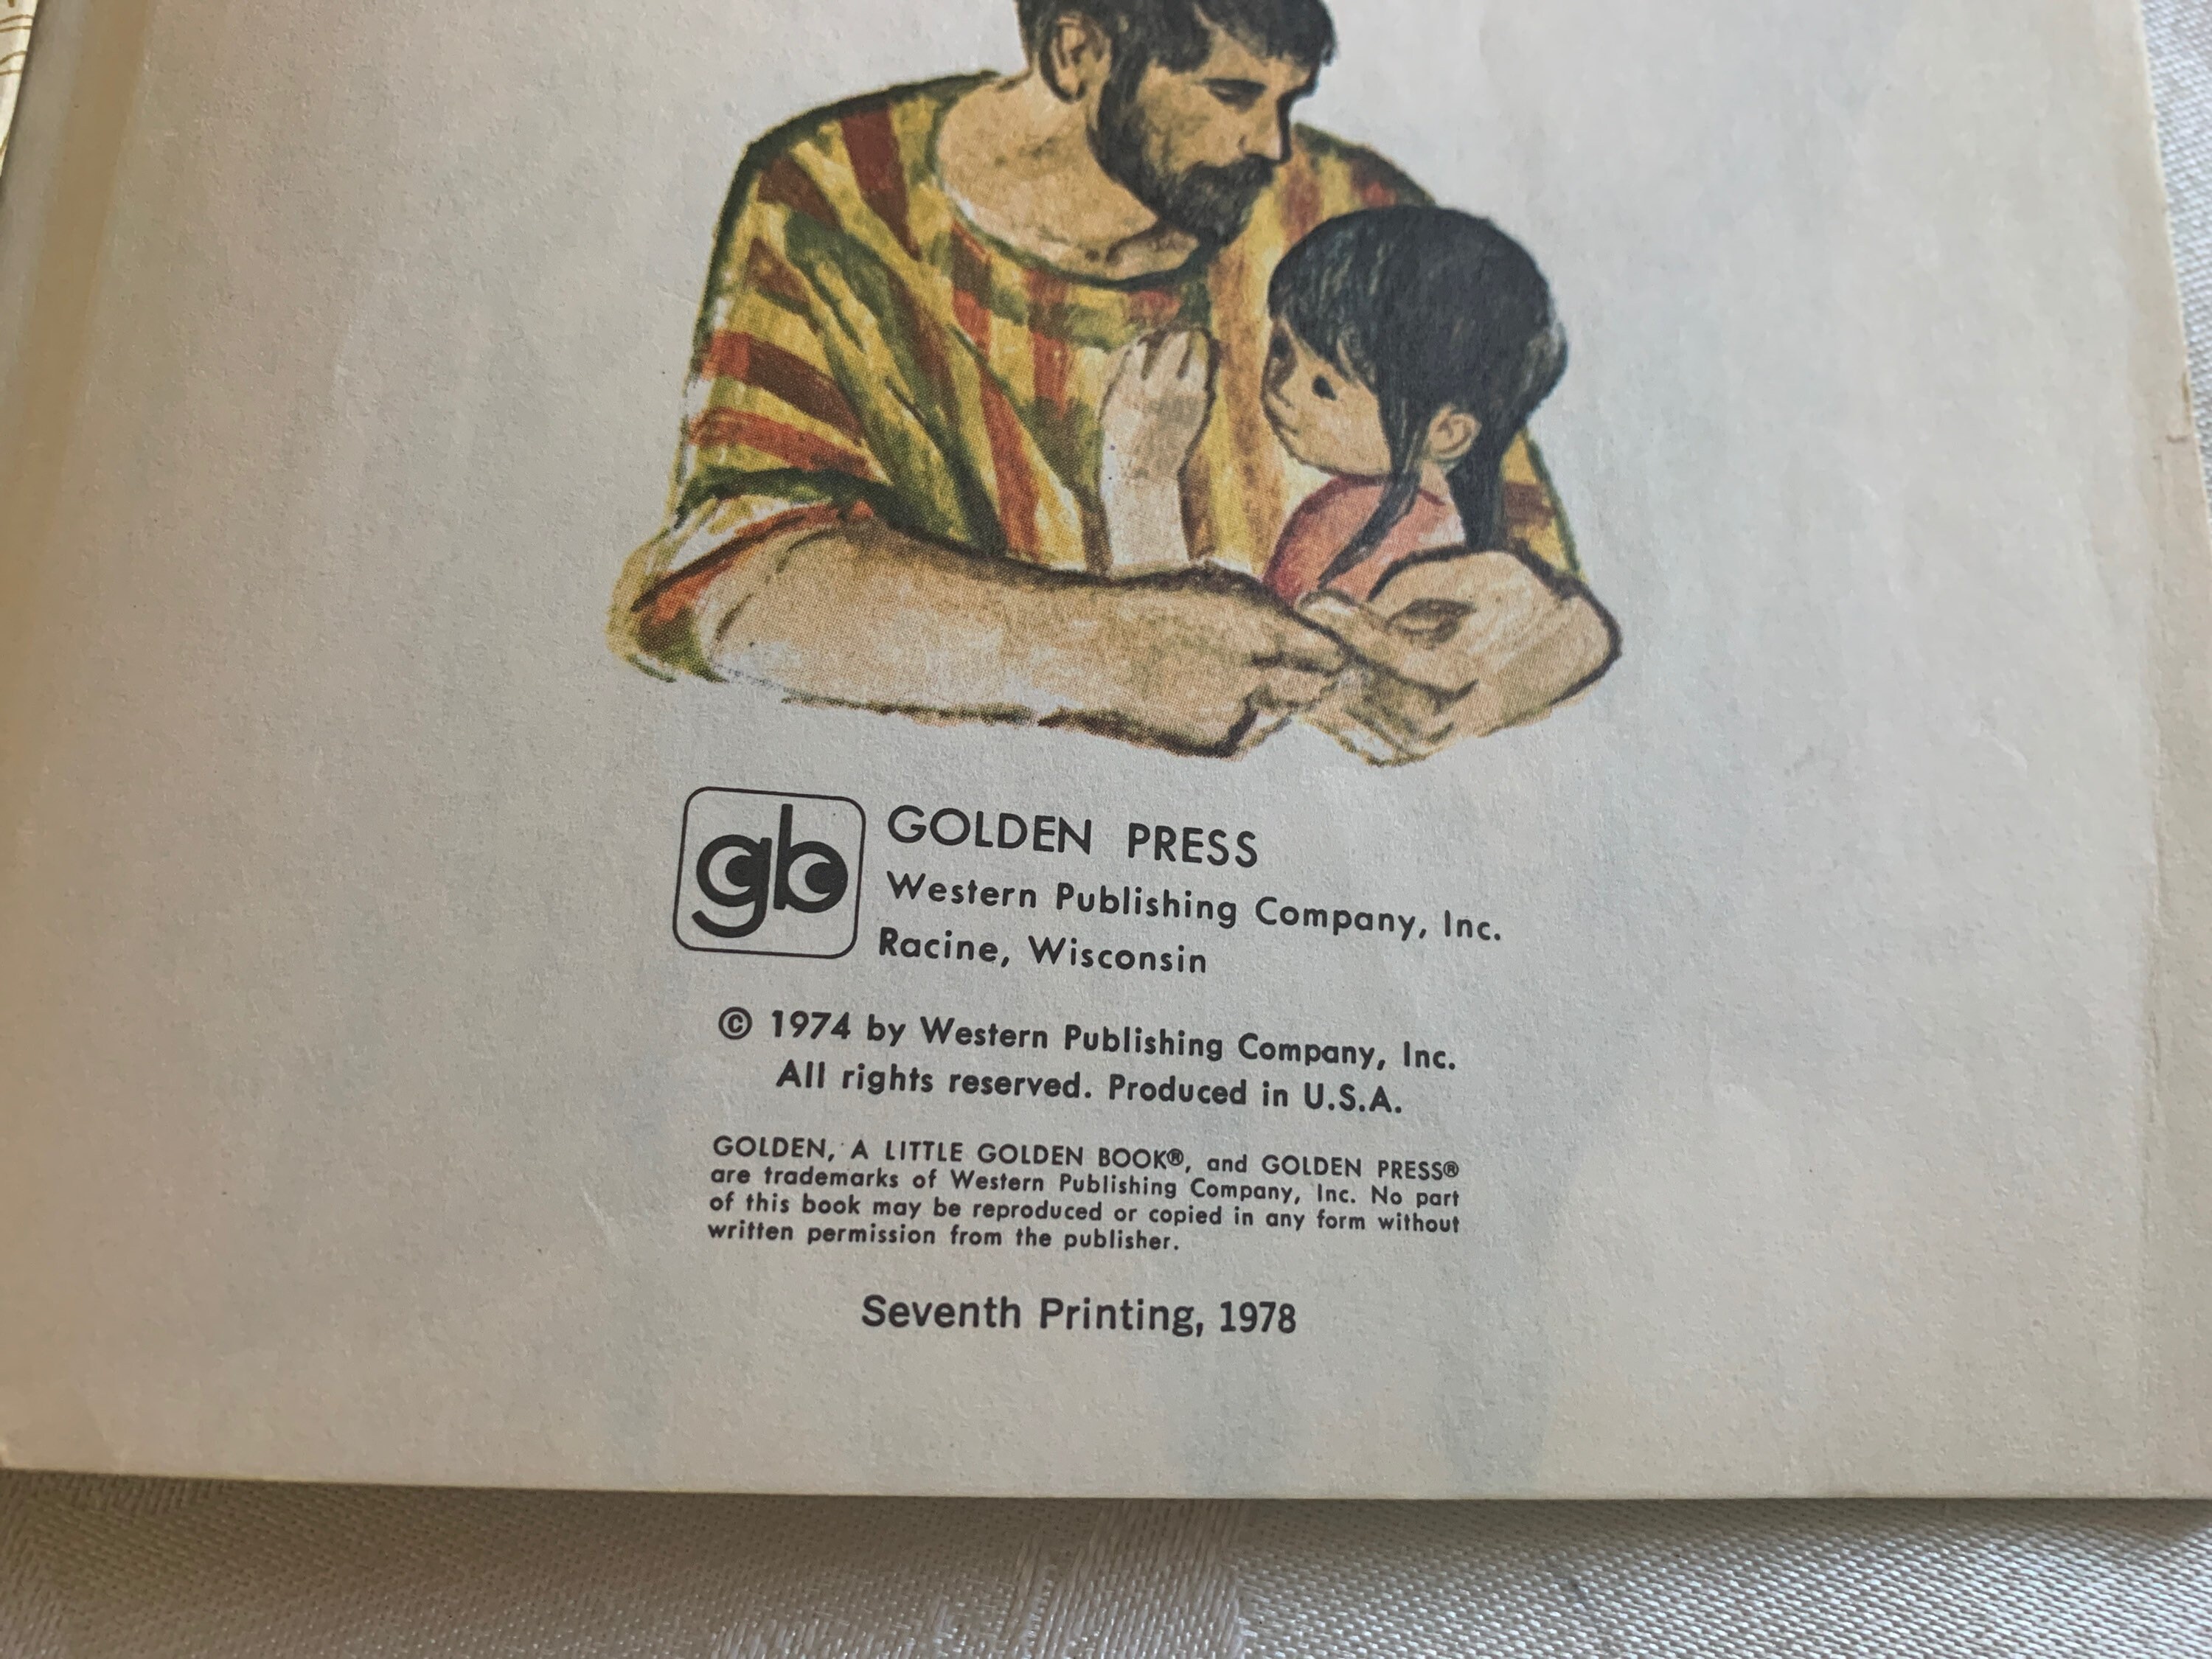 gb
GOLDEN PRESS
Western Publishing Company, Inc.
Racine, Wisconsin
© 1974 by Western Publishing Company, Inc.
All rights reserved. Produced in U.S.A.
GOLDEN, A LITTLE GOLDEN BOOK®, and GOLDEN PRESS®
are trademarks of Western Publishing Company, Inc. No part
of this book may be reproduced or copied in any form without
written permission from the publisher.
Seventh Printing, 1978